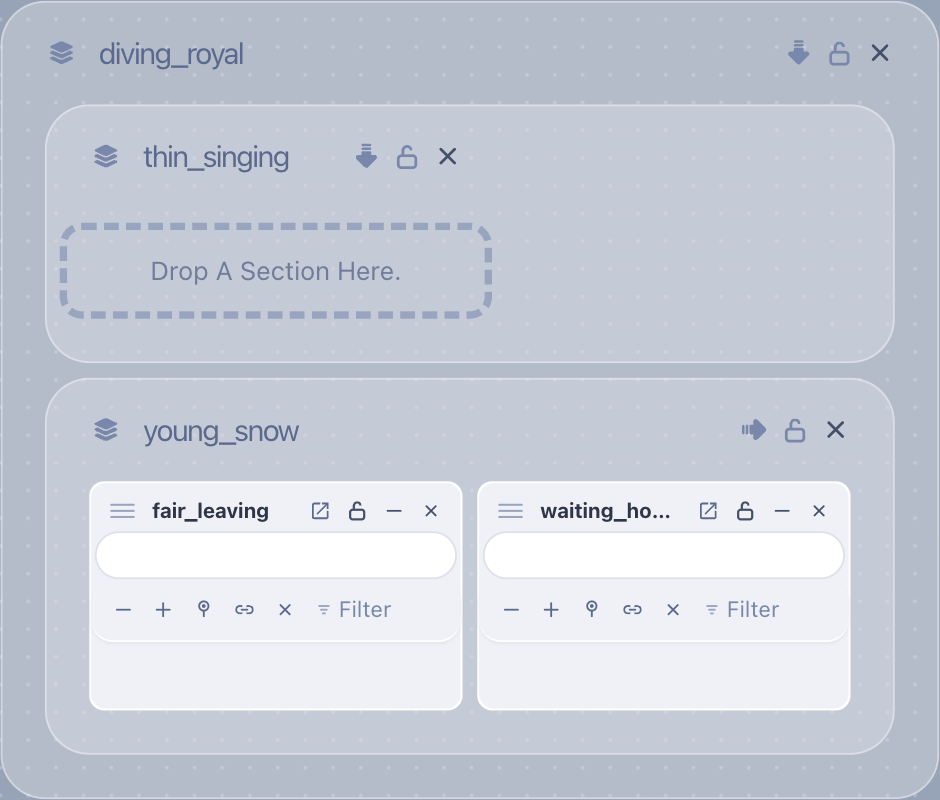 diving_royal
thin_singing
Drop A Section Here.
young_snow
fair_leaving
waiting_ho...
Filter
Filter